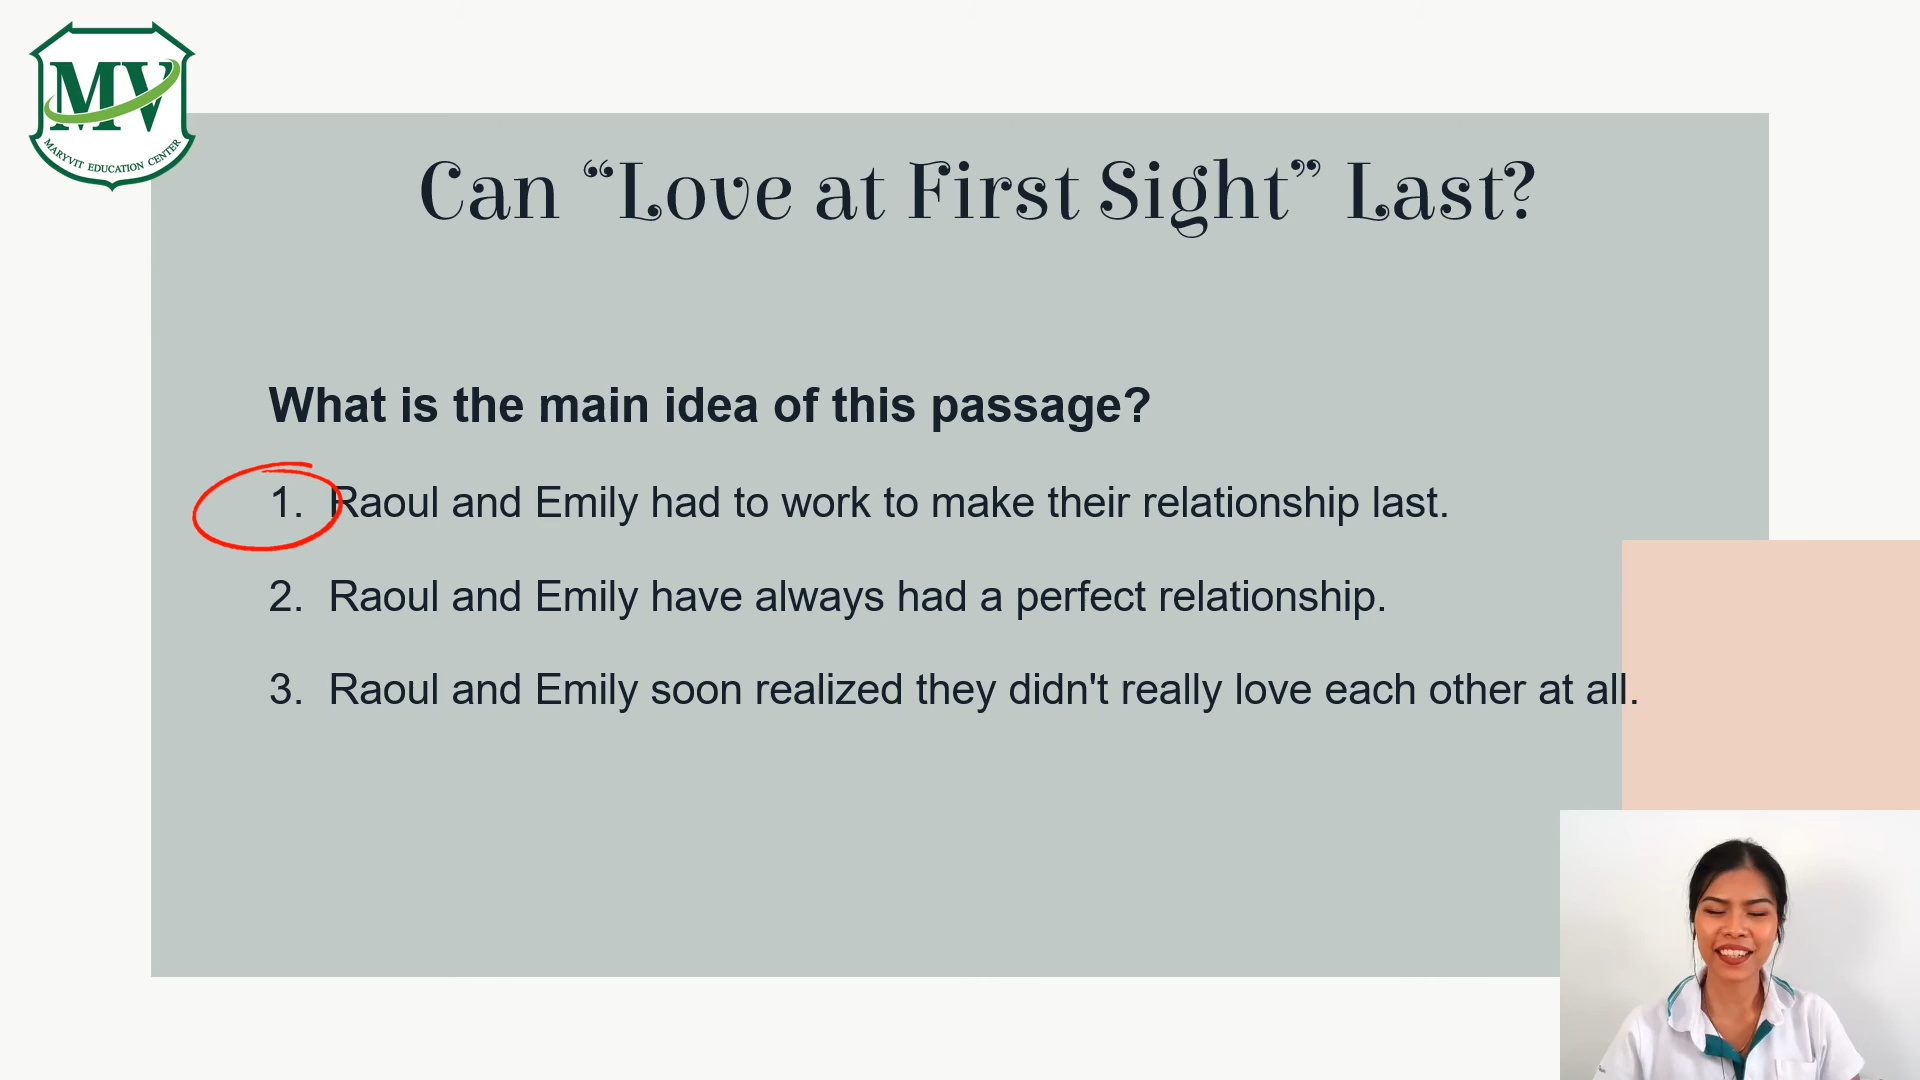 MV
MARYVIT EDUCATION CENTER
Can “Love at First Sight” Last?
What is the main idea of this passage?
1. Raoul and Emily had to work to make their relationship last.
2. Raoul and Emily have always had a perfect relationship.
3. Raoul and Emily soon realized they didn't really love each other at all.